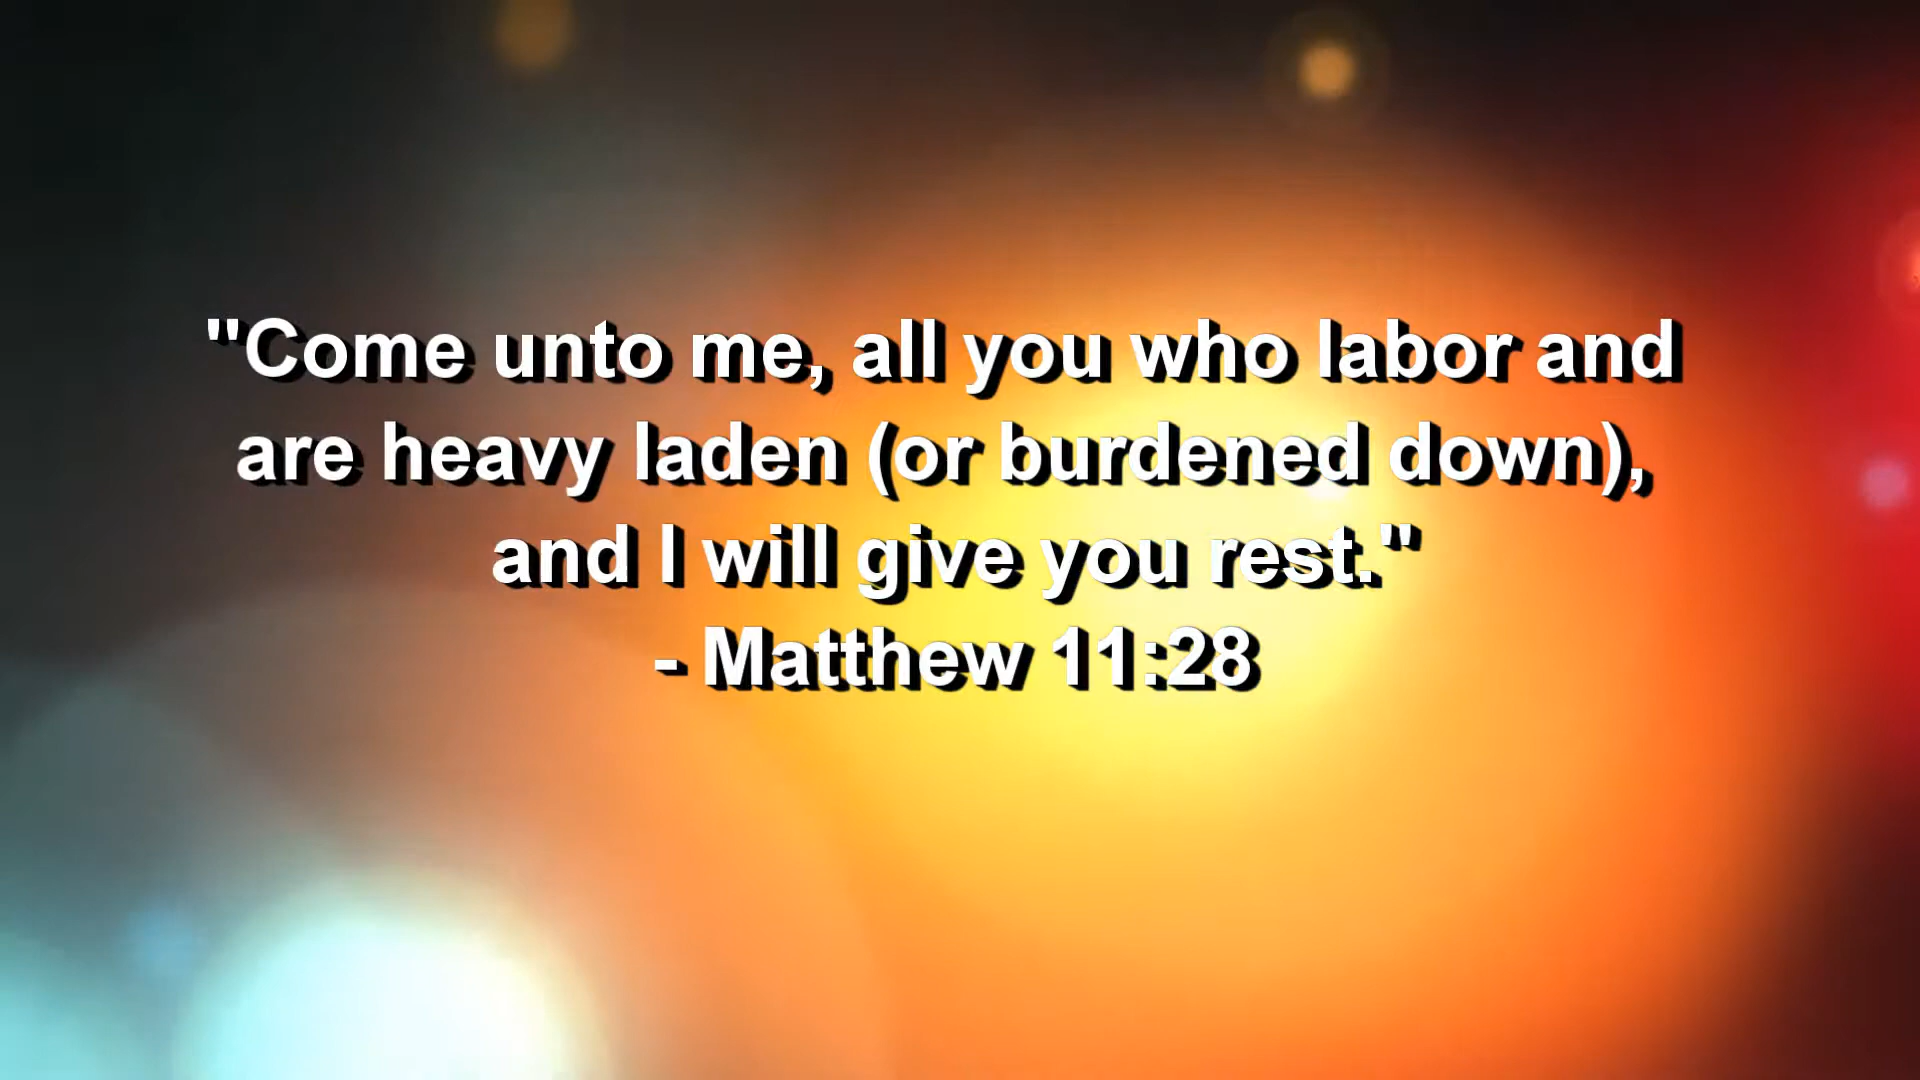 "Come unto me, all you who labor and
are heavy laden (or burdened down),
and I will give you rest."
- Matthew 11:28